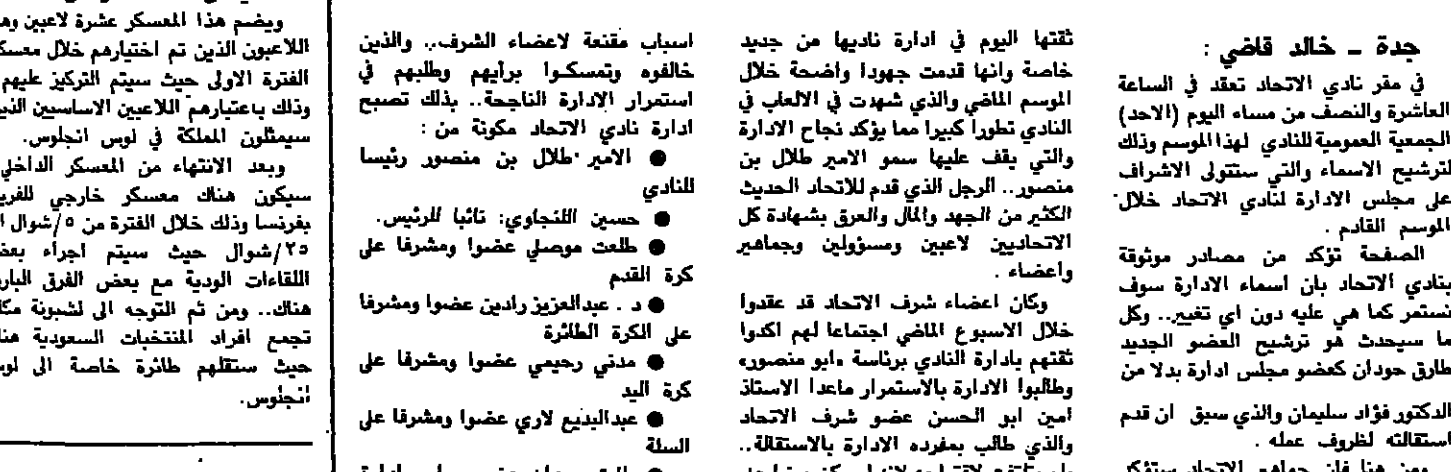 جدة ـ خالد قاضي :
في مقر نادي الاتحاد تعقد في الساعة
العاشرة والنصف من مساء اليوم (الاحد)
الجمعية العمومية للنادي لهذا الموسم وذلك
لترشيح الاسماء والتي ستتولى الاشراف
على مجلس الادارة لنادي الاتحاد خلال
الموسم القادم .
الصفحة تؤكد من مصادر موثوقة
بنادي الاتحاد بان اسماء الادارة سوف
تستمر كما هي عليه دون اي تغيير.. وكل
ما سيحدث هو ترشيح العضو الجديد
طارق حودان كعضو مجلس ادارة بدلا من
الدكتور فؤاد سليمان والذي سبق ان قدم
استقالته لظروف عمله .
ومن هنا فان جماهير الاتحاد ستؤكد
ثقتها اليوم في ادارة ناديها من جديد
خاصة وانها قدمت جهودا واضحة خلال
الموسم الماضي والذي شهدت في الالعاب في
النادي تطوراً كبيرا مما يؤكد نجاح الادارة
والتي يقف عليها سمو الامير طلال بن
منصور.. الرجل الذي قدم للاتحاد الحديث
الكثير من الجهد والمال والعرق بشهادة كل
الاتحاديين لاعبين ومسؤولين وجماهير
واعضاء .
وكان اعضاء شرف الاتحاد قد عقدوا
خلال الاسبوع الماضي اجتماعا لهم اكدوا
ثقتهم بادارة النادي برئاسة «ابو منصور»
وطالبوا الادارة بالاستمرار ماعدا الاستاذ
امين ابو الحسن عضو شرف الاتحاد
والذي طالب بمفرده الادارة بالاستقالة..
اسباب مقنعة لاعضاء الشرف.. والذين
خالفوه وتمسكوا برايهم وطلبهم في
استمرار الادارة الناجحة.. بذلك تصبح
ادارة نادي الاتحاد مكونة من :
● الامير طلال بن منصور رئيسا
للنادي
● حسين اللنجاوي: نائبا للرئيس.
● طلعت موصلي عضوا ومشرفا على
كرة القدم
● د . عبدالعزيز رادين عضوا ومشرفا
على الكرة الطائرة
● مدني رحيمي عضوا ومشرفا على
كرة اليد
● عبدالبديع لاري عضوا ومشرفا على
السلة
ويضم هذا المعسكر عشرة لاعبين وهم
اللاعبون الذين تم اختيارهم خلال معسكر
الفترة الاولى حيث سيتم التركيز عليهم
وذلك باعتبارهم اللاعبين الاساسيين الذين
سيمثلون المملكة في لوس انجلوس.
وبعد الانتهاء من المعسكر الداخلي
سيكون هناك معسكر خارجي للفريق
بفرنسا وذلك خلال الفترة من ٥/شوال ا
٢٥/شوال حيث سيتم اجراء بعض
اللقاءات الودية مع بعض الفرق البار
هناك.. ومن ثم التوجه الى لشبونة مكا
تجمع افراد المنتخبات السعودية هنا
حيث ستقلهم طائرة خاصة الى لوس
انجلوس.